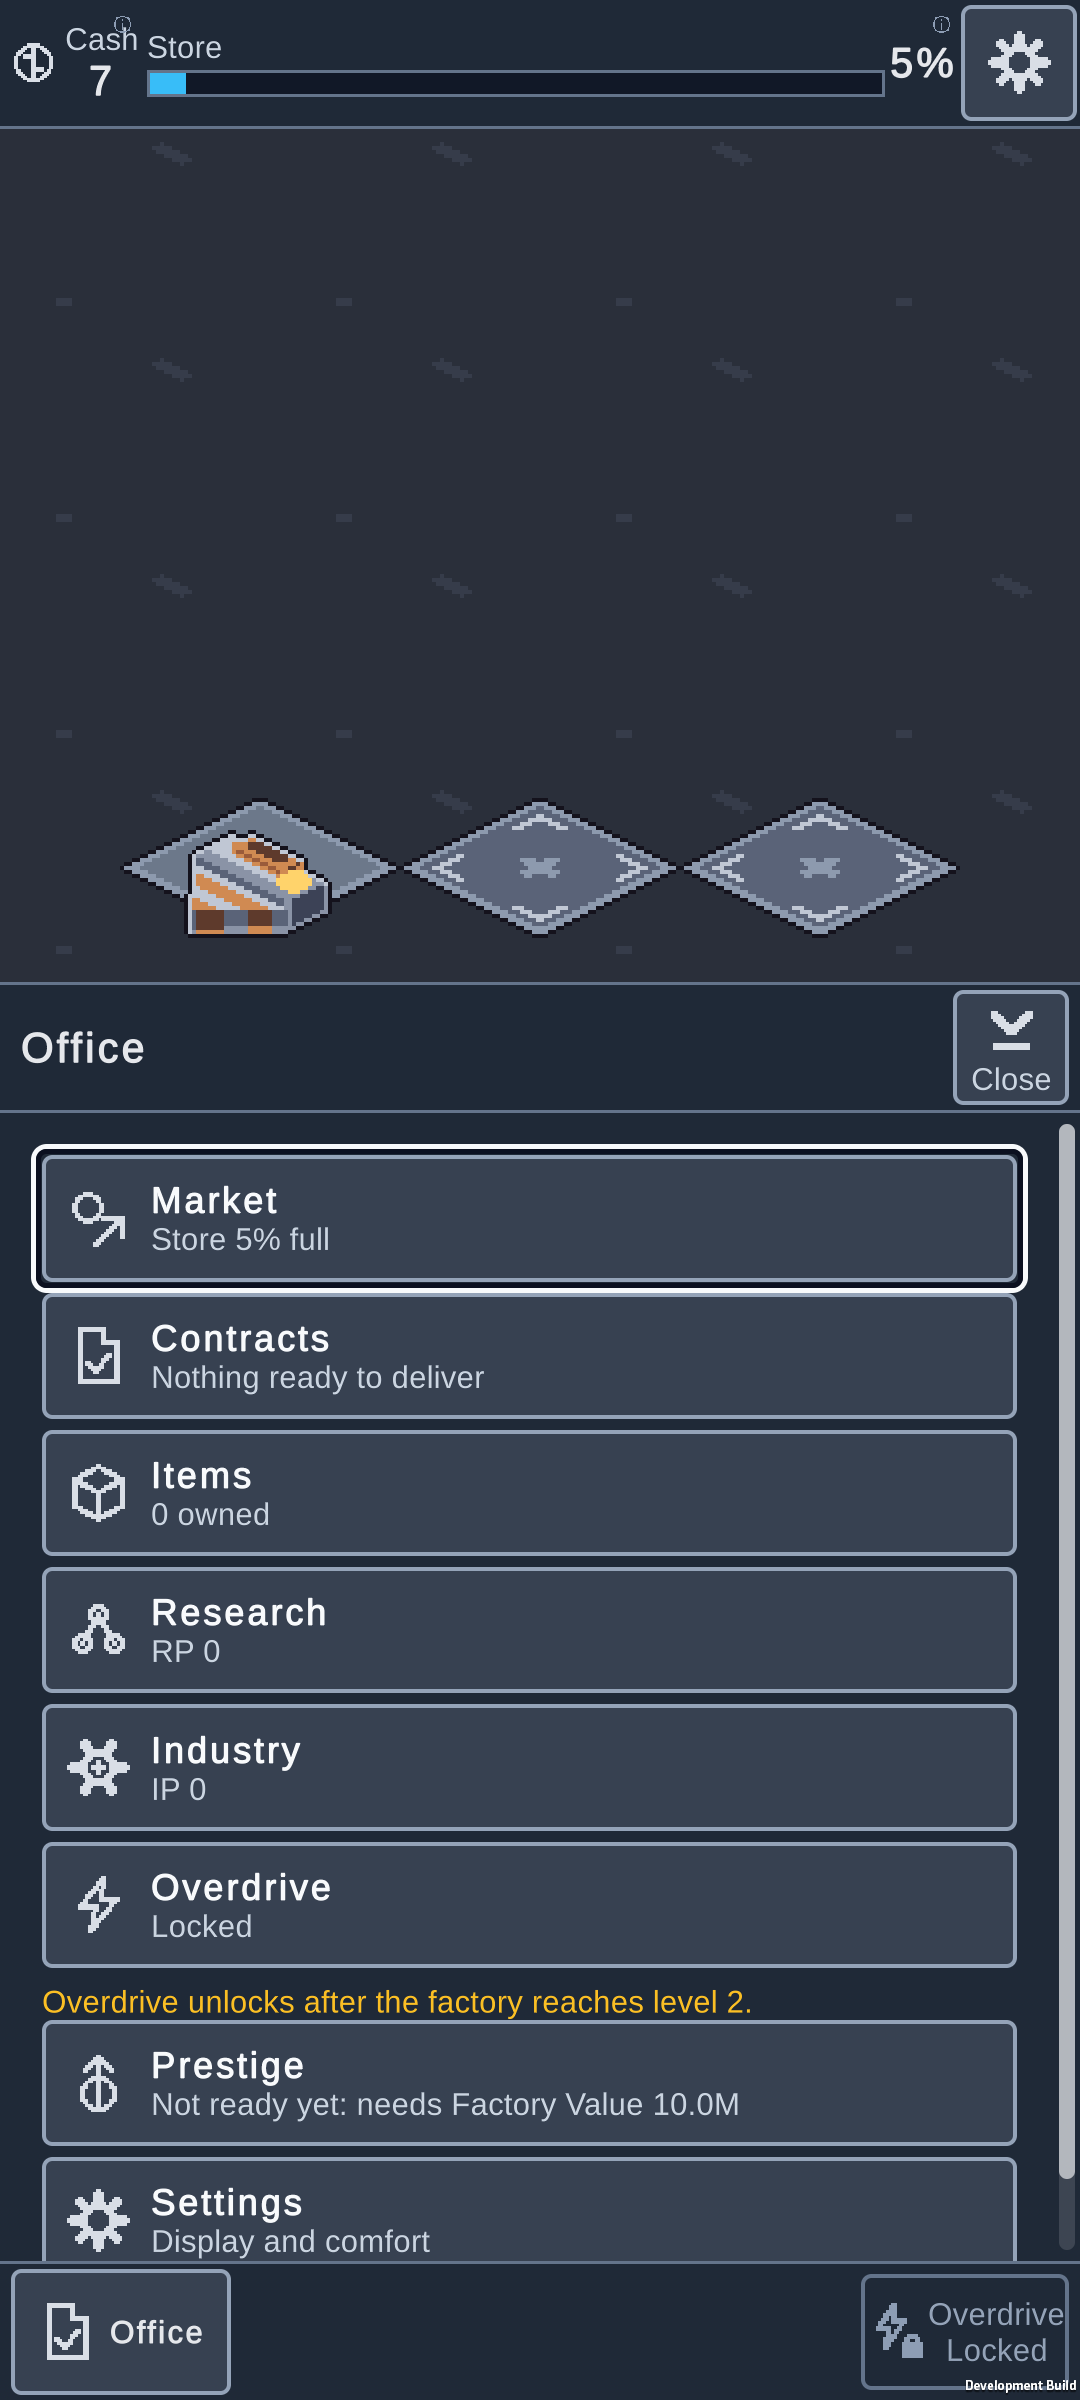 Cash
7
Store
5%
Office
Close
Market
Store 5% full
Contracts
Nothing ready to deliver
Items
0 owned
Research
RP 0
Industry
IP 0
Overdrive
Locked
Overdrive unlocks after the factory reaches level 2.
Prestige
Not ready yet: needs Factory Value 10.0M
Settings
Display and comfort
Office
Overdrive
Locked
Development Build